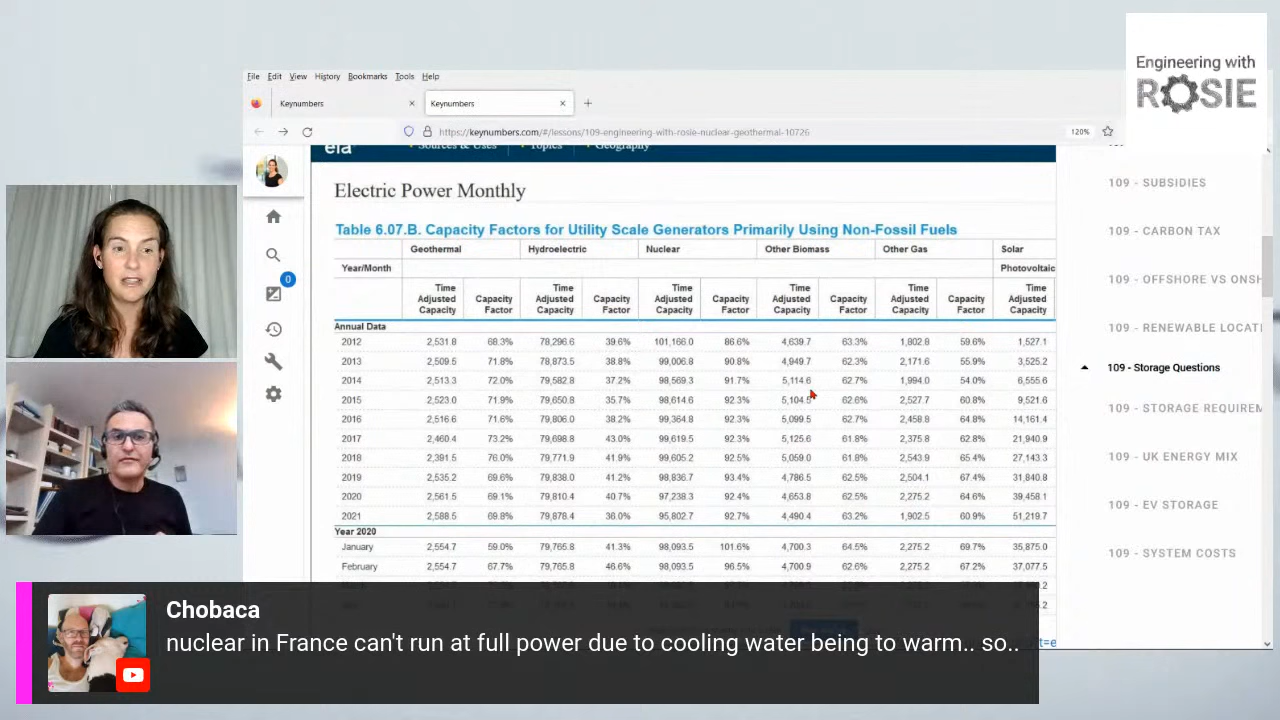 Engineering with
ROSIE
File Edit View History Bookmarks Tools Help
Keynumbers × Keynumbers × +
https://keynumbers.com/#/lessons/109-engineering-with-rosie-nuclear-geothermal-10726 120%
eia Sources & Uses Topics Geography
Electric Power Monthly
Table 6.07.B. Capacity Factors for Utility Scale Generators Primarily Using Non-Fossil Fuels
Geothermal Hydroelectric Nuclear Other Biomass Other Gas Solar
Year/Month Photovoltaic
Time Adjusted Capacity Capacity Factor Time Adjusted Capacity Capacity Factor Time Adjusted Capacity Capacity Factor Time Adjusted Capacity Capacity Factor Time Adjusted Capacity Capacity Factor Time Adjusted Capacity
Annual Data
2012 2,531.8 68.3% 78,296.6 39.6% 101,166.0 86.6% 4,639.7 63.3% 1,802.8 59.6% 1,527.1
2013 2,509.5 71.8% 78,873.5 38.8% 99,006.8 90.8% 4,949.7 62.3% 2,171.6 55.9% 3,525.2
2014 2,513.3 72.0% 79,582.8 37.2% 98,569.3 91.7% 5,114.6 62.7% 1,994.0 54.0% 6,555.6
2015 2,523.0 71.9% 79,650.8 35.7% 98,614.6 92.3% 5,104.5 62.6% 2,527.7 60.8% 9,521.6
2016 2,516.6 71.6% 79,806.0 38.2% 99,364.8 92.3% 5,099.5 62.7% 2,458.8 64.8% 14,161.4
2017 2,460.4 73.2% 79,698.8 43.0% 99,619.5 92.3% 5,125.6 61.8% 2,375.8 62.8% 21,940.9
2018 2,391.5 76.0% 79,771.9 41.9% 99,605.2 92.5% 5,059.0 61.8% 2,543.9 65.4% 27,143.3
2019 2,535.2 69.6% 79,838.0 41.2% 98,836.7 93.4% 4,786.5 62.5% 2,504.1 67.4% 31,840.8
2020 2,561.5 69.1% 79,810.4 40.7% 97,238.3 92.4% 4,653.8 62.5% 2,275.2 64.6% 39,458.1
2021 2,588.5 69.8% 79,878.4 36.0% 95,802.7 92.7% 4,490.4 63.2% 1,902.5 60.9% 51,219.7
Year 2020
January 2,554.7 59.0% 79,765.8 41.3% 98,093.5 101.6% 4,700.3 64.5% 2,275.2 69.7% 35,875.0
February 2,554.7 67.7% 79,765.8 46.6% 98,093.5 96.5% 4,700.9 62.6% 2,275.2 67.2% 37,077.5
0
109 - SUBSIDIES
109 - CARBON TAX
109 - OFFSHORE VS ONSH
109 - RENEWABLE LOCATI
109 - Storage Questions
109 - STORAGE REQUIREM
109 - UK ENERGY MIX
109 - EV STORAGE
109 - SYSTEM COSTS
Chobaca
nuclear in France can't run at full power due to cooling water being to warm.. so..